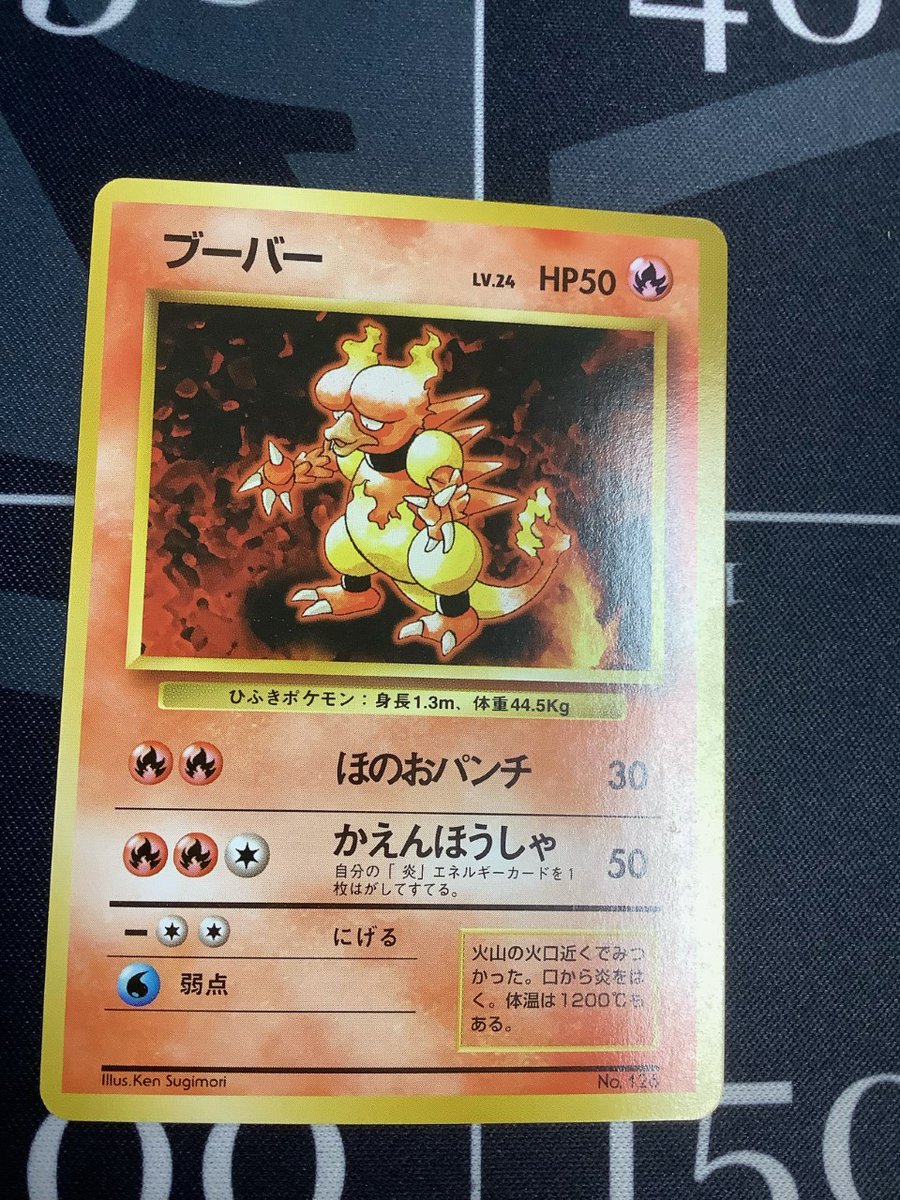 40
ブーバー
LV.24 HP50
ひふきポケモン：身長1.3m、体重44.5Kg
ほのおパンチ 30
かえんほうしゃ 50
自分の「炎」エネルギーカードを1
枚はがしてすてる。
にげる
弱点
火山の火口近くでみつ
かった。口から炎をは
く。体温は1200℃も
ある。
Illus.Ken Sugimori
No. 126